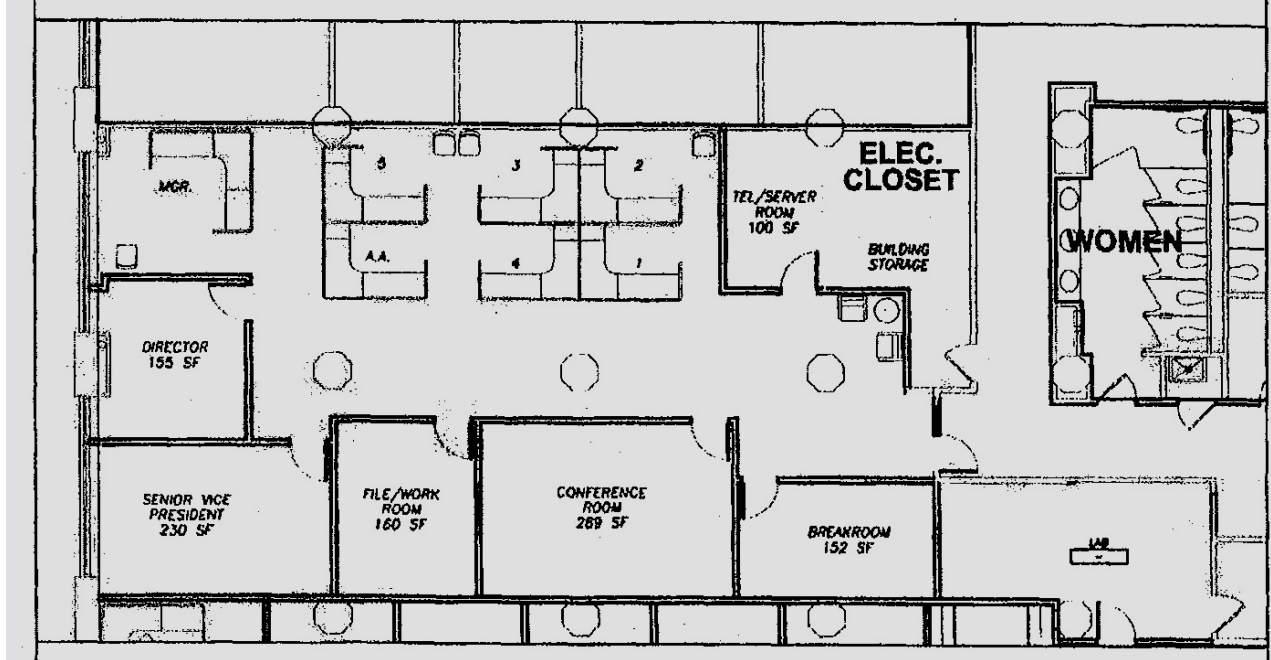 ELEC.
CLOSET
MGR.
5
3
2
TEL/SERVER
ROOM
100 SF
WOMEN
A.A.
4
1
BUILDING
STORAGE
DIRECTOR
155 SF
SENIOR VICE
PRESIDENT
230 SF
FILE/WORK
ROOM
160 SF
CONFERENCE
ROOM
289 SF
BREAKROOM
152 SF
LAB